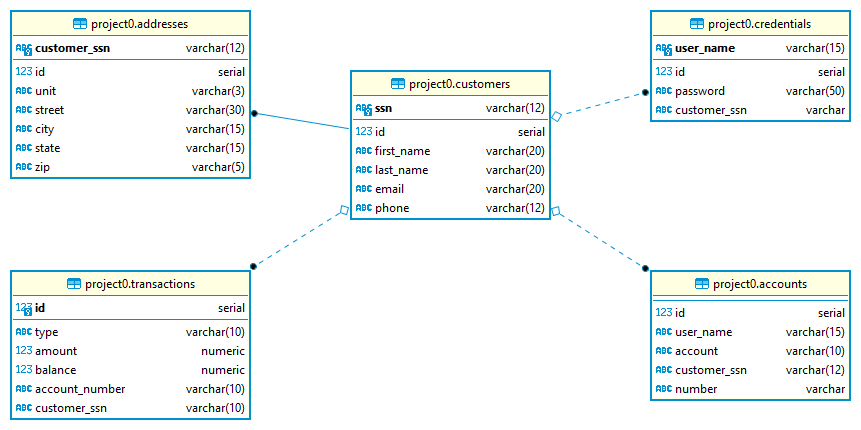 project0.addresses
ABC customer_ssn varchar(12)
123 id serial
ABC unit varchar(3)
ABC street varchar(30)
ABC city varchar(15)
ABC state varchar(15)
ABC zip varchar(5)
project0.customers
ABC ssn varchar(12)
123 id serial
ABC first_name varchar(20)
ABC last_name varchar(20)
ABC email varchar(20)
ABC phone varchar(12)
project0.credentials
ABC user_name varchar(15)
123 id serial
ABC password varchar(50)
ABC customer_ssn varchar
project0.transactions
123 id serial
ABC type varchar(10)
123 amount numeric
123 balance numeric
ABC account_number varchar(10)
ABC customer_ssn varchar(10)
project0.accounts
123 id serial
ABC user_name varchar(15)
ABC account varchar(10)
ABC customer_ssn varchar(12)
ABC number varchar